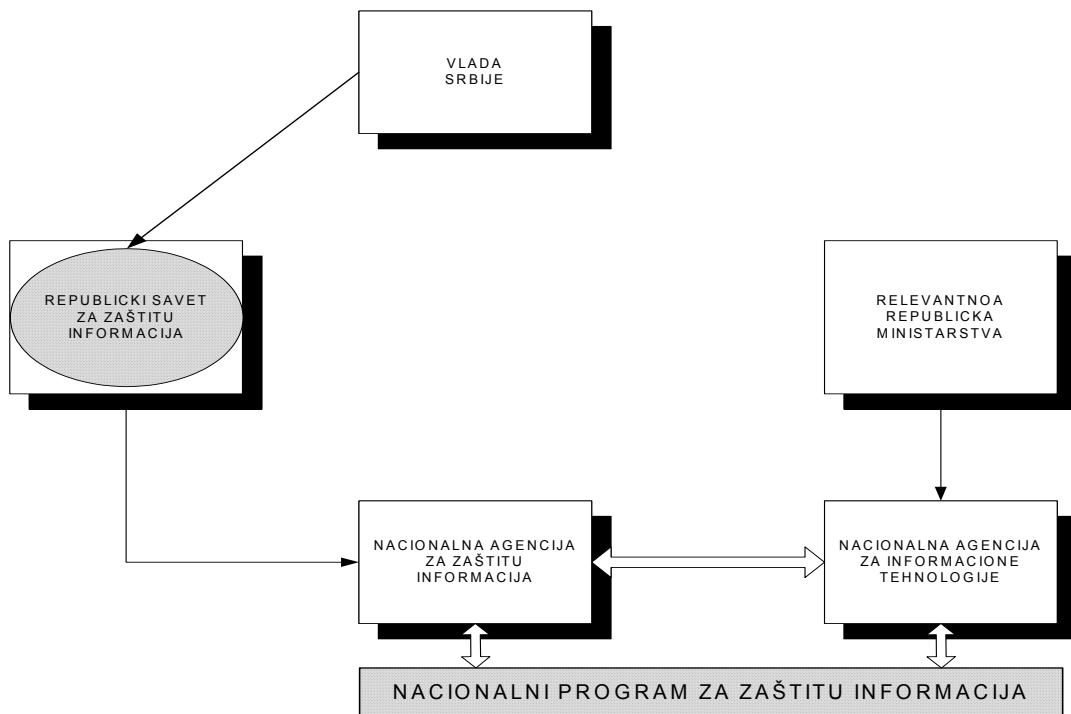 VLADA
SRBIJE
REPUBLICKI SAVET
ZA ZAŠTITU
INFORMACIJA
RELEVANTNOA
REPUBLICKA
MINISTARSTVA
NACIONALNA AGENCIJA
ZA ZAŠTITU
INFORMACIJA
NACIONALNA AGENCIJA
ZA INFORMACIONE
TEHNOLOGIJE
NACIONALNI PROGRAM ZA ZAŠTITU INFORMACIJA